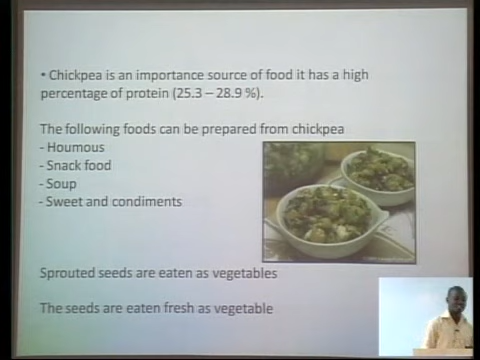 • Chickpea is an importance source of food it has a high
percentage of protein (25.3 – 28.9 %).
The following foods can be prepared from chickpea
- Houmous
- Snack food
- Soup
- Sweet and condiments
Sprouted seeds are eaten as vegetables
The seeds are eaten fresh as vegetable